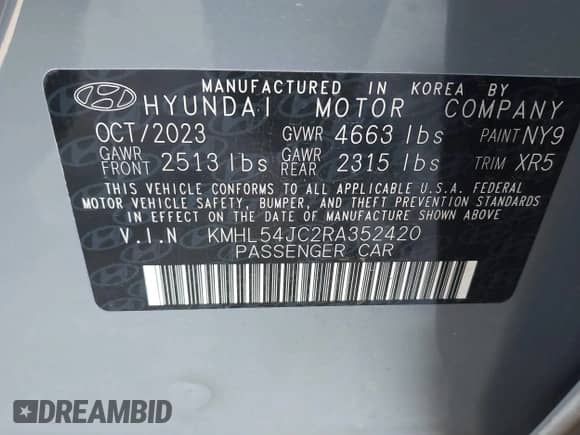 MANUFACTURED IN KOREA BY
HYUNDAI MOTOR COMPANY
OCT/2023 GVWR 4663 lbs PAINT NY9
GAWR FRONT 2513 lbs GAWR REAR 2315 lbs TRIM XR5
THIS VEHICLE CONFORMS TO ALL APPLICABLE U.S.A. FEDERAL
MOTOR VEHICLE SAFETY, BUMPER, AND THEFT PREVENTION STANDARDS
IN EFFECT ON THE DATE OF MANUFACTURE SHOWN ABOVE
V.I.N KMHL54JC2RA352420
PASSENGER CAR
DREAMBID